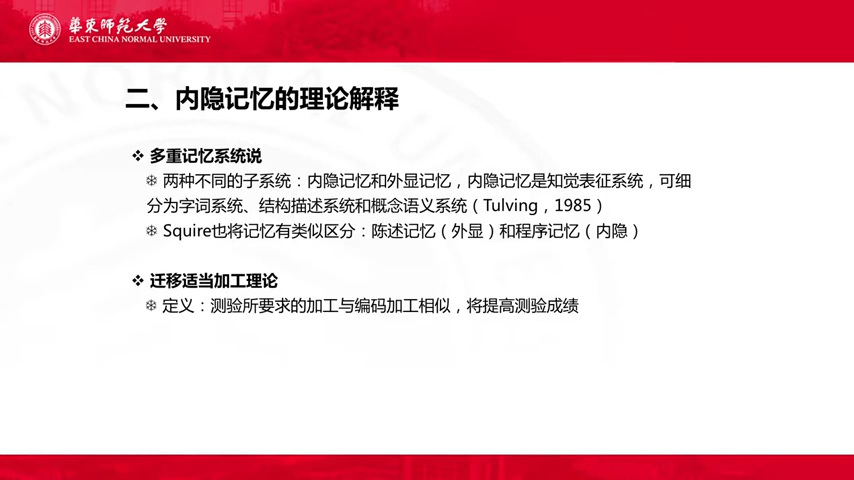 華東師範大學
EAST CHINA NORMAL UNIVERSITY
二、内隐记忆的理论解释
❖ 多重记忆系统说
❄ 两种不同的子系统：内隐记忆和外显记忆，内隐记忆是知觉表征系统，可细
分为字词系统、结构描述系统和概念语义系统（Tulving，1985）
❄ Squire也将记忆有类似区分：陈述记忆（外显）和程序记忆（内隐）
❖ 迁移适当加工理论
❄ 定义：测验所要求的加工与编码加工相似，将提高测验成绩